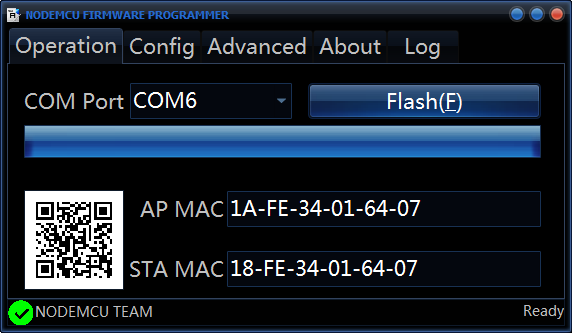 NODEMCU FIRMWARE PROGRAMMER
Operation Config Advanced About Log
COM Port COM6 Flash(F)
AP MAC 1A-FE-34-01-64-07
STA MAC 18-FE-34-01-64-07
NODEMCU TEAM Ready